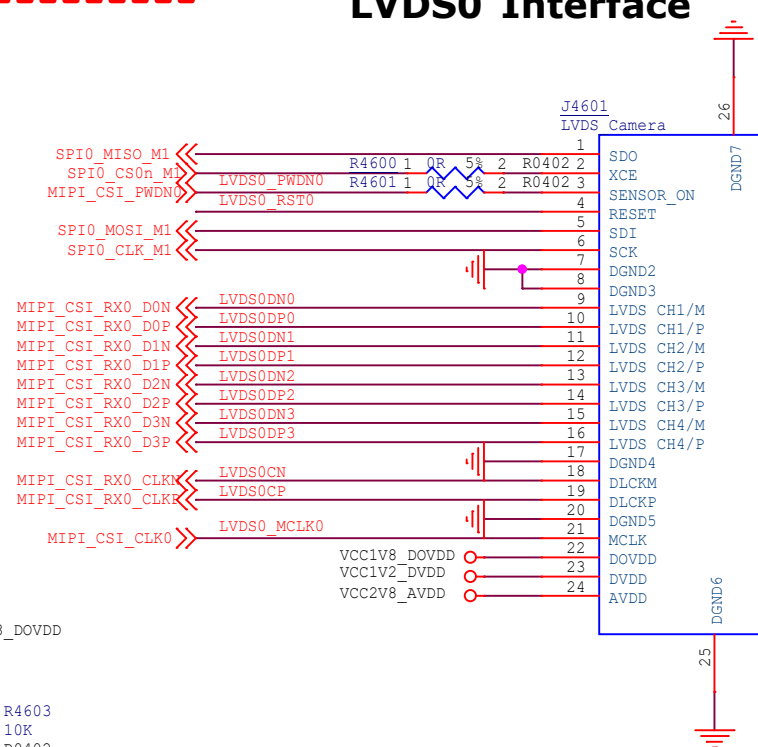 LVDS0 Interface
J4601
LVDS Camera
26
DGND7
SPI0_MISO_M1 1 SDO
SPI0_CS0n_M1 R4600 1 0R 5% 2 R0402 2 XCE
MIPI_CSI_PWDN0 LVDS0_PWDN0 R4601 1 0R 5% 2 R0402 3 SENSOR_ON
LVDS0_RST0 4 RESET
SPI0_MOSI_M1 5 SDI
SPI0_CLK_M1 6 SCK
7 DGND2
8 DGND3
MIPI_CSI_RX0_D0N LVDS0DN0 9 LVDS CH1/M
MIPI_CSI_RX0_D0P LVDS0DP0 10 LVDS CH1/P
MIPI_CSI_RX0_D1N LVDS0DN1 11 LVDS CH2/M
MIPI_CSI_RX0_D1P LVDS0DP1 12 LVDS CH2/P
MIPI_CSI_RX0_D2N LVDS0DN2 13 LVDS CH3/M
MIPI_CSI_RX0_D2P LVDS0DP2 14 LVDS CH3/P
MIPI_CSI_RX0_D3N LVDS0DN3 15 LVDS CH4/M
MIPI_CSI_RX0_D3P LVDS0DP3 16 LVDS CH4/P
17 DGND4
MIPI_CSI_RX0_CLKN LVDS0CN 18 DLCKM
MIPI_CSI_RX0_CLKP LVDS0CP 19 DLCKP
20 DGND5
MIPI_CSI_CLK0 LVDS0_MCLK0 21 MCLK
VCC1V8_DOVDD 22 DOVDD
VCC1V2_DVDD 23 DVDD
VCC2V8_AVDD 24 AVDD
DGND6
25
_DOVDD
R4603
10K
R0402